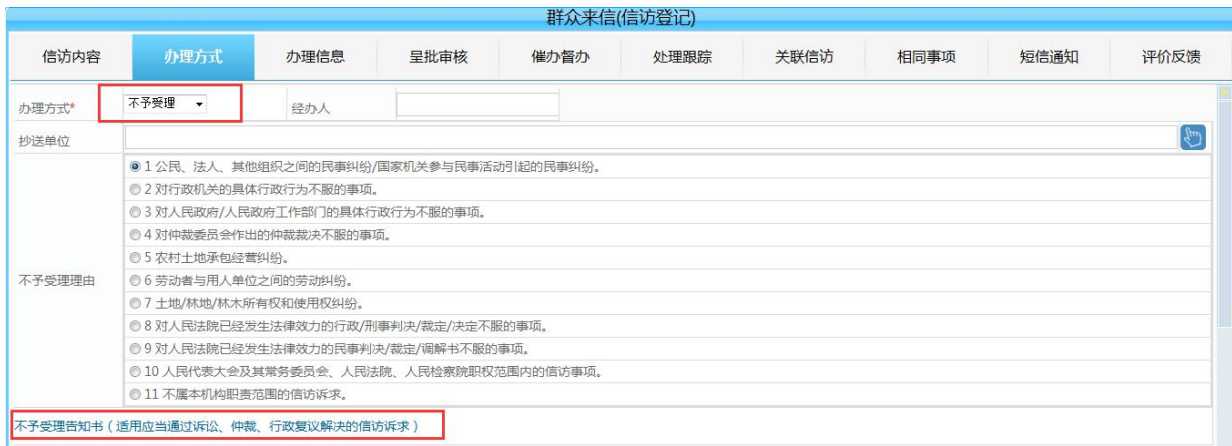 群众来信(信访登记)
信访内容 办理方式 办理信息 呈批审核 催办督办 处理跟踪 关联信访 相同事项 短信通知 评价反馈
办理方式* 不予受理 经办人
抄送单位
不予受理理由
1 公民、法人、其他组织之间的民事纠纷/国家机关参与民事活动引起的民事纠纷。
2 对行政机关的具体行政行为不服的事项。
3 对人民政府/人民政府工作部门的具体行政行为不服的事项。
4 对仲裁委员会作出的仲裁裁决不服的事项。
5 农村土地承包经营纠纷。
6 劳动者与用人单位之间的劳动纠纷。
7 土地/林地/林木所有权和使用权纠纷。
8 对人民法院已经发生法律效力的行政/刑事判决/裁定/决定不服的事项。
9 对人民法院已经发生法律效力的民事判决/裁定/调解书不服的事项。
10 人民代表大会及其常务委员会、人民法院、人民检察院职权范围内的信访事项。
11 不属本机构职责范围的信访诉求。
不予受理告知书（适用应当通过诉讼、仲裁、行政复议解决的信访诉求）